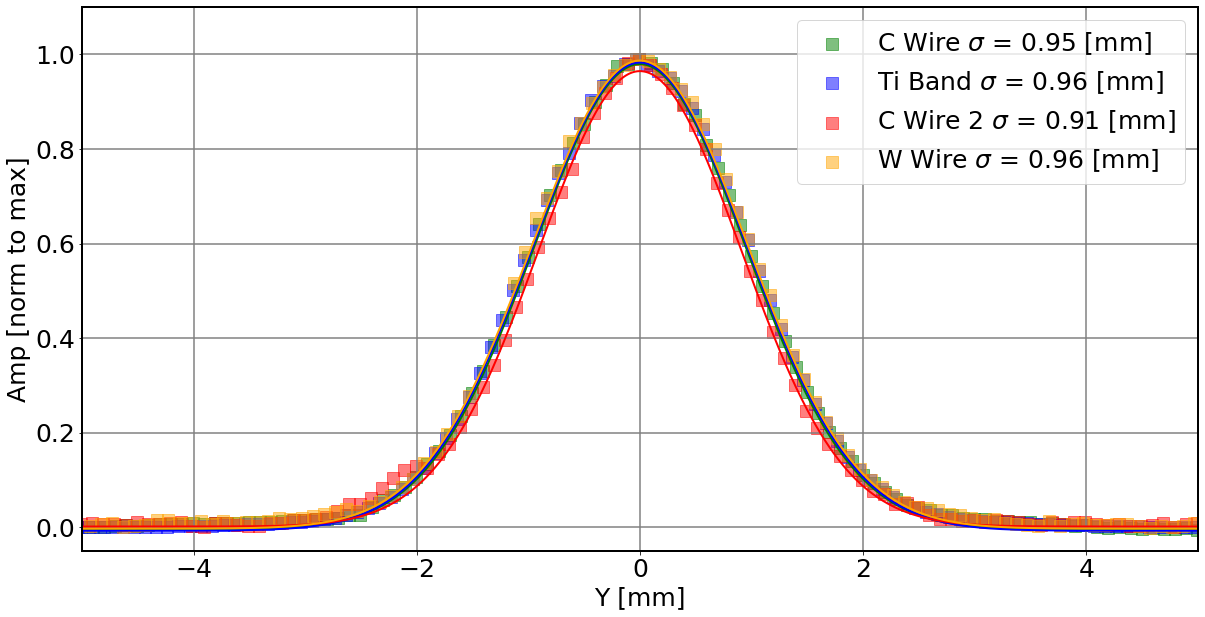 C Wire σ = 0.95 [mm]
Ti Band σ = 0.96 [mm]
C Wire 2 σ = 0.91 [mm]
W Wire σ = 0.96 [mm]
Amp [norm to max]
1.0
0.8
0.6
0.4
0.2
0.0
−4 −2 0 2 4
Y [mm]